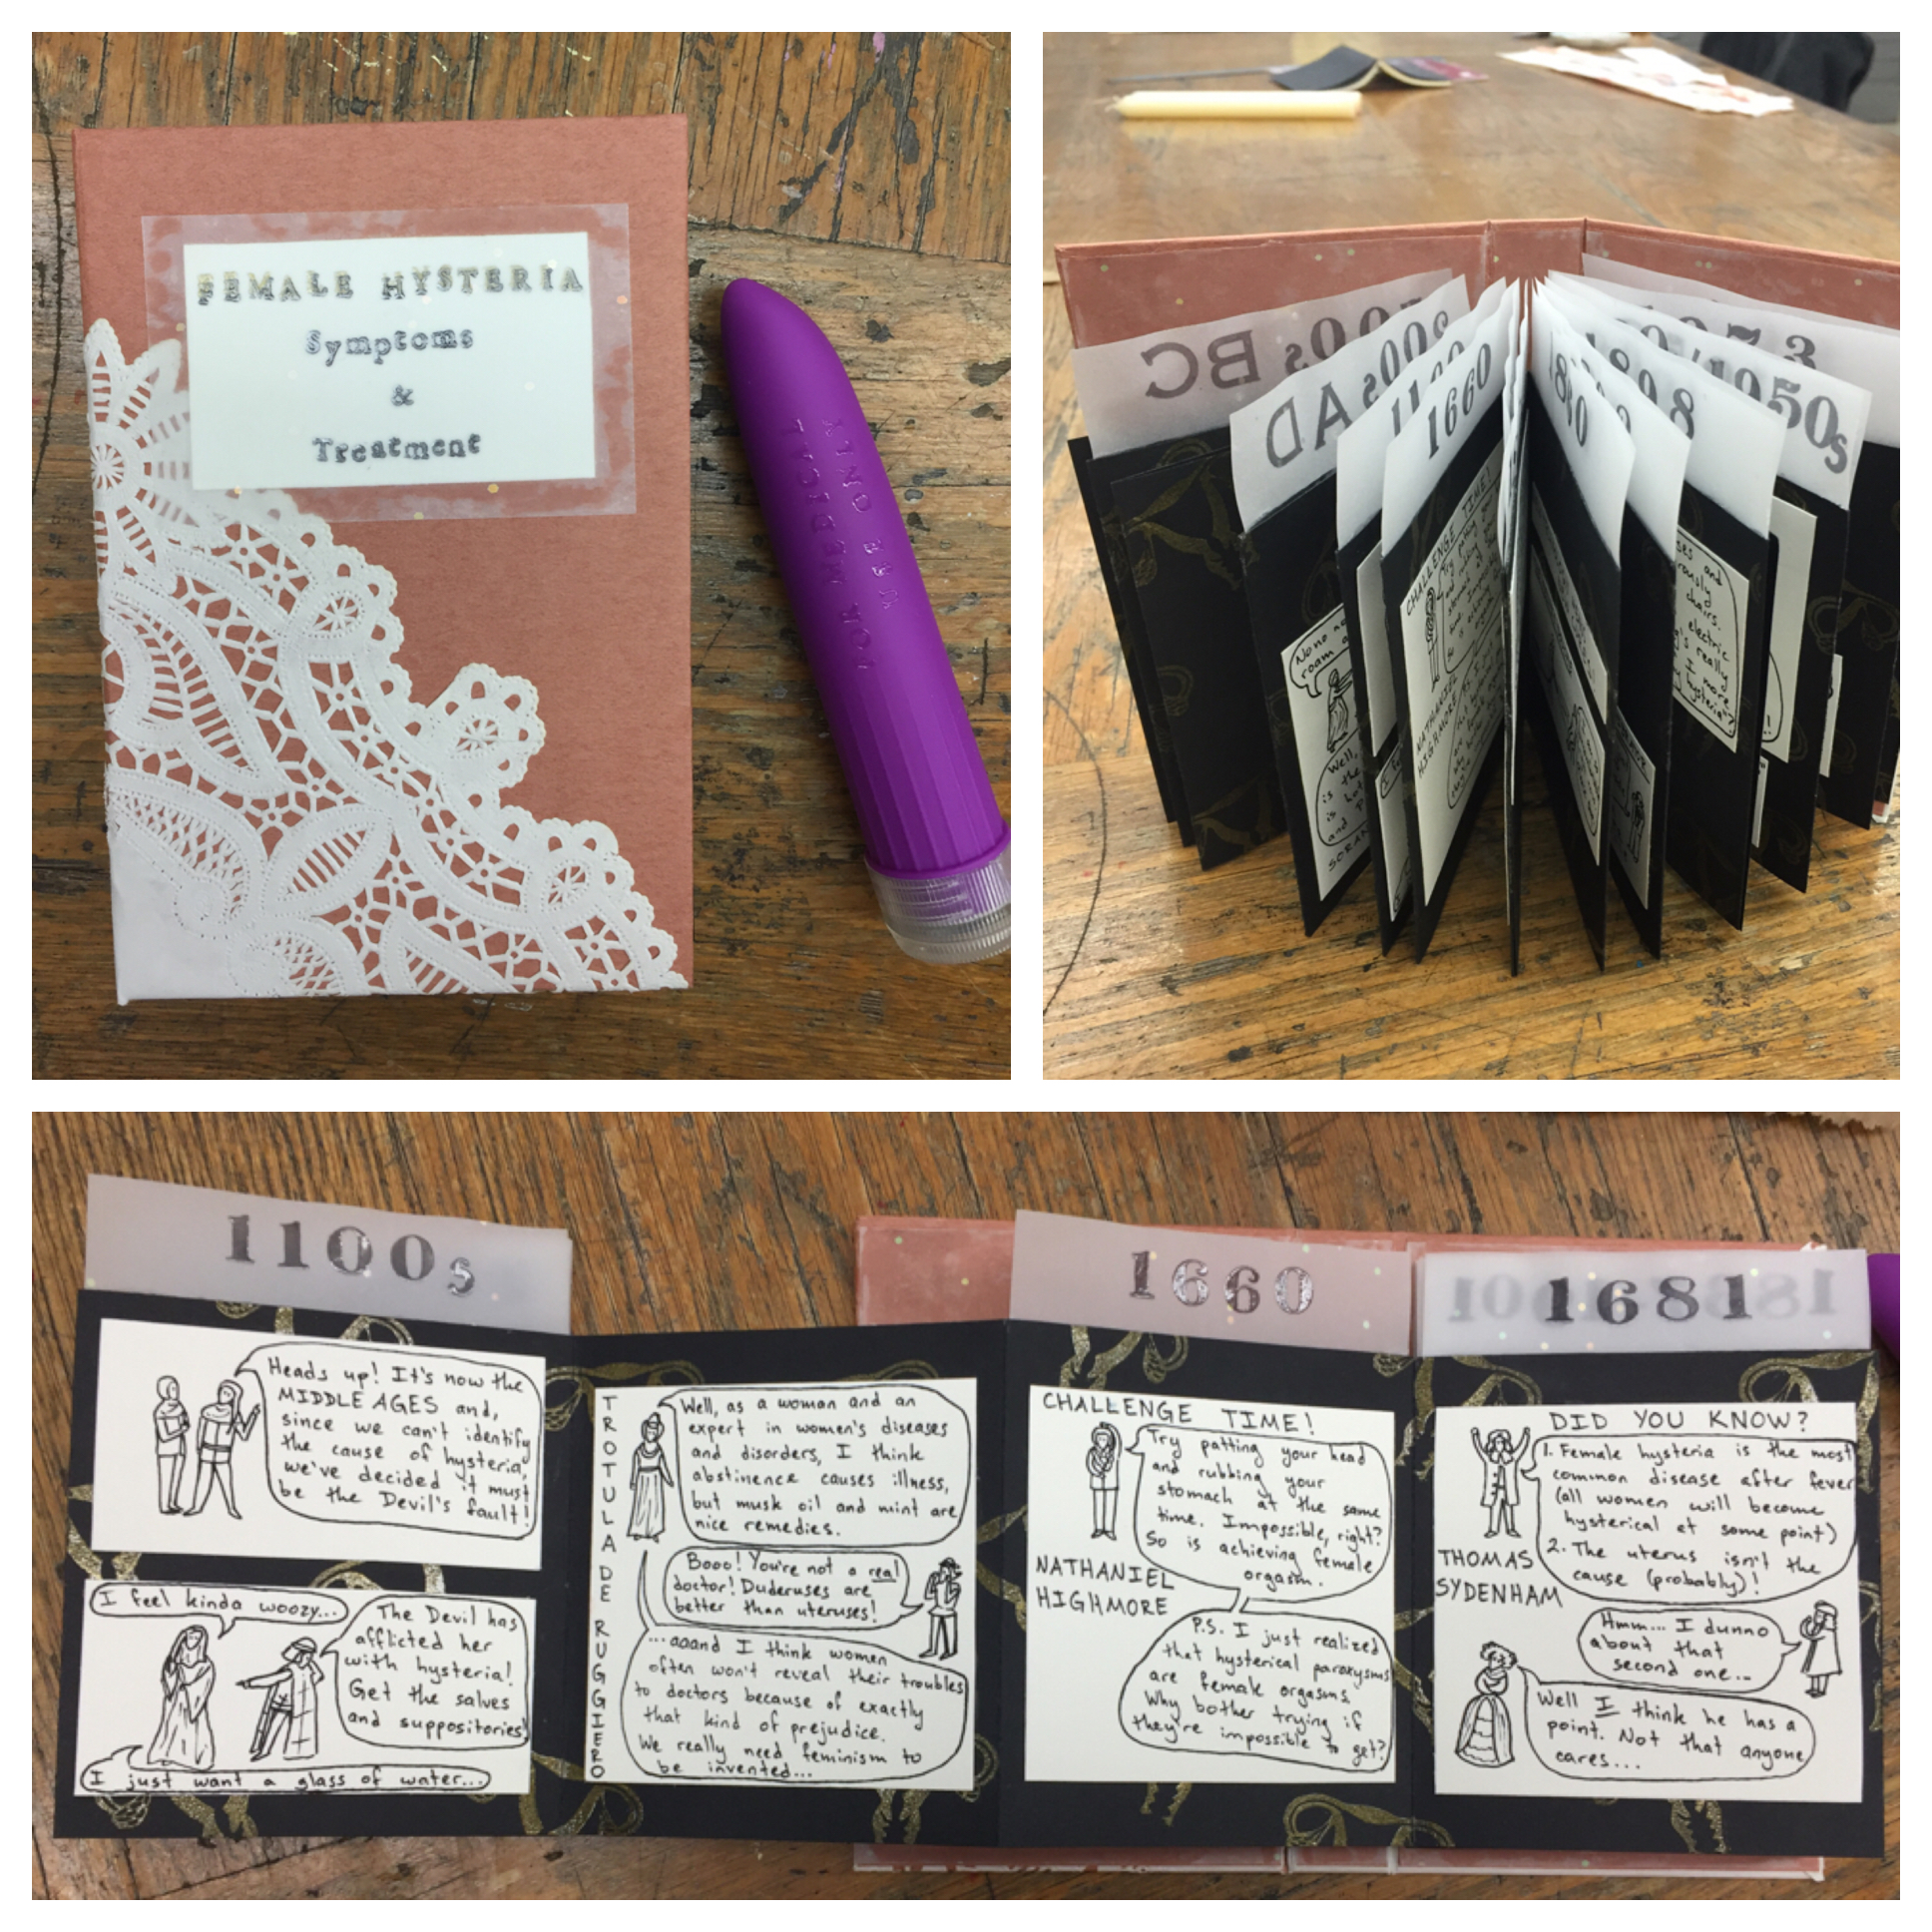 FEMALE HYSTERIA
Symptoms
&
Treatment
FOR MEDICAL
USE ONLY
00s BC
00s AD
1660
1950s
CHALLENGE TIME!
NATHANIEL
HIGHMORE
1100s
Heads up! It's now the
MIDDLE AGES and,
since we can't identify
the cause of hysteria,
we've decided it must
be the Devil's fault!
I feel kinda woozy...
The Devil has
afflicted her
with hysteria!
Get the salves
and suppositories!
I just want a glass of water...
TROTULA DE RUGGIERO
Well, as a woman and an
expert in women's diseases
and disorders, I think
abstinence causes illness,
but musk oil and mint are
nice remedies.
Booo! You're not a real
doctor! Duderuses are
better than uteruses!
...aaand I think women
often won't reveal their troubles
to doctors because of exactly
that kind of prejudice.
We really need feminism to
be invented...
1660
CHALLENGE TIME!
Try patting your head
and rubbing your
stomach at the same
time. Impossible, right?
So is achieving female
orgasm.
NATHANIEL
HIGHMORE
P.S. I just realized
that hysterical paroxysms
are female orgasms.
Why bother trying if
they're impossible to get?
1681
DID YOU KNOW?
1. Female hysteria is the most
common disease after fever
(all women will become
hysterical at some point)
2. The uterus isn't the
cause (probably)!
THOMAS
SYDENHAM
Hmm... I dunno
about that
second one...
Well I think he has a
point. Not that anyone
cares...